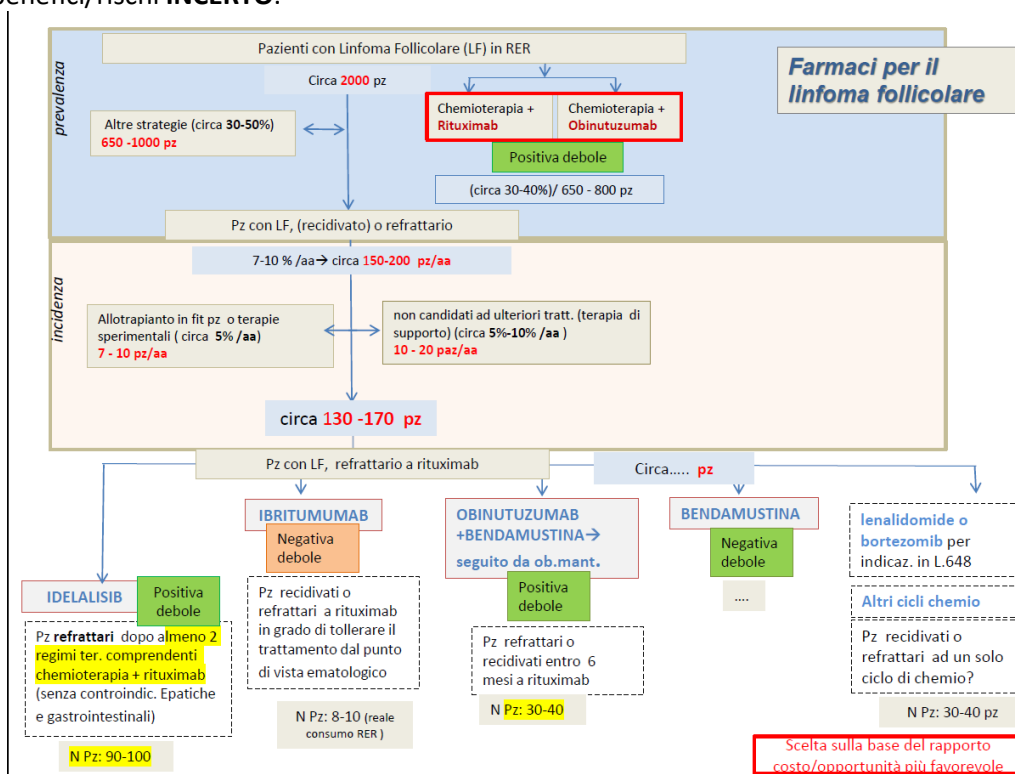 benefici/rischi INCERTO.
Farmaci per il
linfoma follicolare
prevalenza
Pazienti con Linfoma Follicolare (LF) in RER
Circa 2000 pz
Altre strategie (circa 30-50%)
650 -1000 pz
Chemioterapia +
Rituximab
Chemioterapia +
Obinutuzumab
Positiva debole
(circa 30-40%)/ 650 - 800 pz
Pz con LF, (recidivato) o refrattario
incidenza
7-10 % /aa→ circa 150-200 pz/aa
Allotrapianto in fit pz o terapie
sperimentali ( circa 5% /aa)
7 - 10 pz/aa
non candidati ad ulteriori tratt. (terapia di
supporto) (circa 5%-10% /aa )
10 - 20 paz/aa
circa 130 -170 pz
Pz con LF, refrattario a rituximab
Circa..... pz
IDELALISIB
Positiva
debole
Pz refrattari dopo almeno 2
regimi ter. comprendenti
chemioterapia + rituximab
(senza controindic. Epatiche
e gastrointestinali)
N Pz: 90-100
IBRITUMUMAB
Negativa
debole
Pz recidivati o
refrattari a rituximab
in grado di tollerare il
trattamento dal punto
di vista ematologico
N Pz: 8-10 (reale
consumo RER )
OBINUTUZUMAB
+BENDAMUSTINA→
seguito da ob.mant.
Positiva
debole
Pz refrattari o
recidivati entro 6
mesi a rituximab
N Pz: 30-40
BENDAMUSTINA
Negativa
debole
....
lenalidomide o
bortezomib per
indicaz. in L.648
Altri cicli chemio
Pz recidivati o
refrattari ad un solo
ciclo di chemio?
N Pz: 30-40 pz
Scelta sulla base del rapporto
costo/opportunità più favorevole